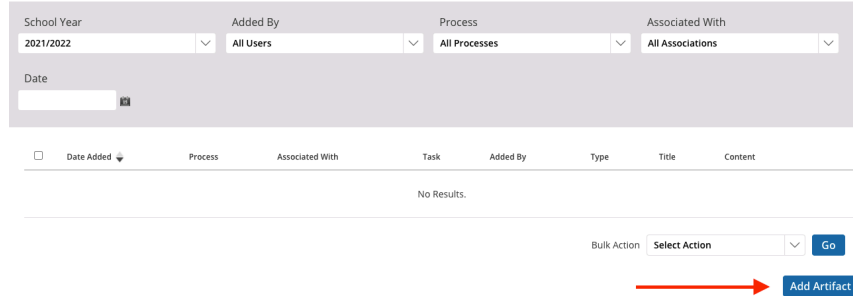 School Year Added By Process Associated With
2021/2022 All Users All Processes All Associations
Date
Date Added Process Associated With Task Added By Type Title Content
No Results.
Bulk Action Select Action Go
Add Artifact